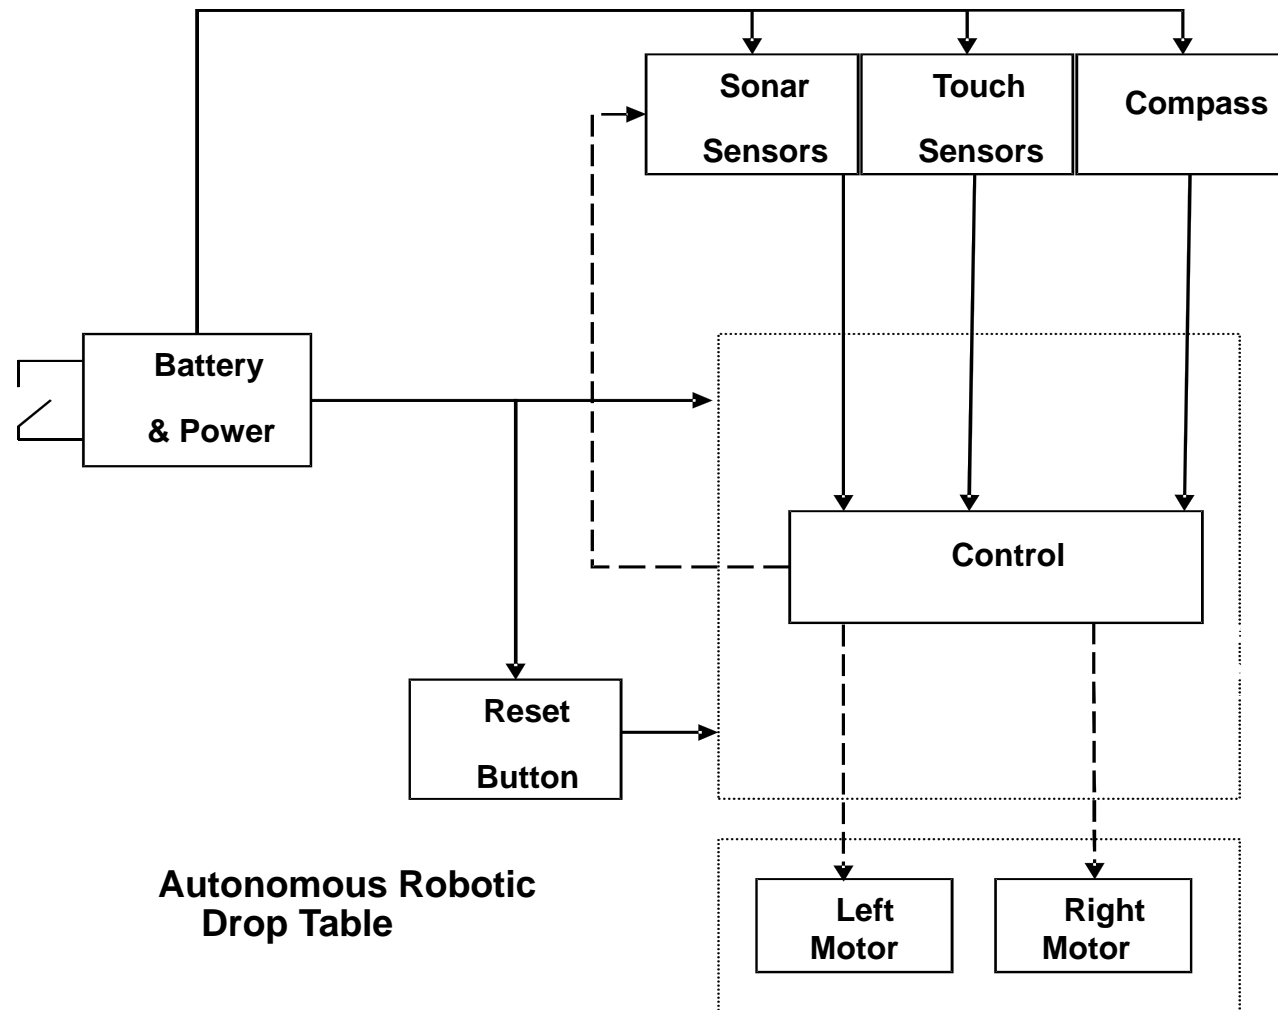 Sonar
Sensors
Touch
Sensors
Compass
Battery
& Power
Control
Reset
Button
Autonomous Robotic
Drop Table
Left
Motor
Right
Motor